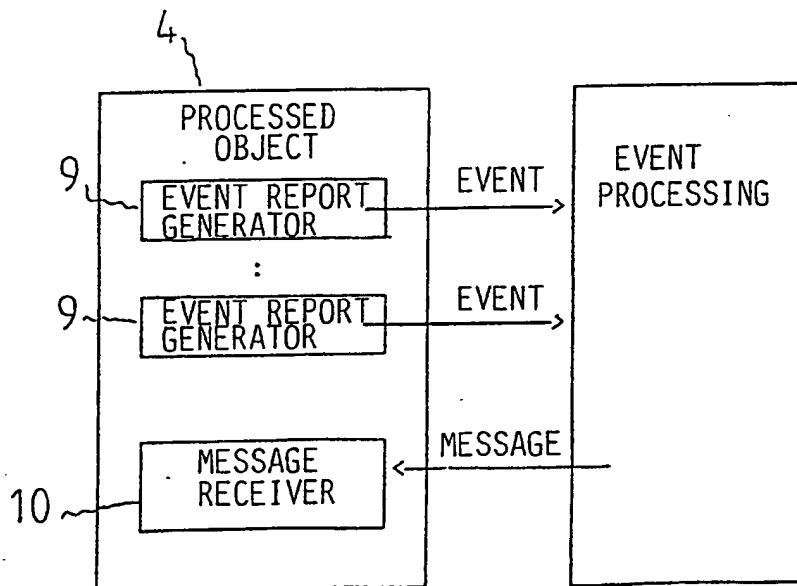 4
PROCESSED
OBJECT
9
EVENT REPORT
GENERATOR
EVENT
EVENT
PROCESSING
:
9
EVENT REPORT
GENERATOR
EVENT
MESSAGE
RECEIVER
MESSAGE
10